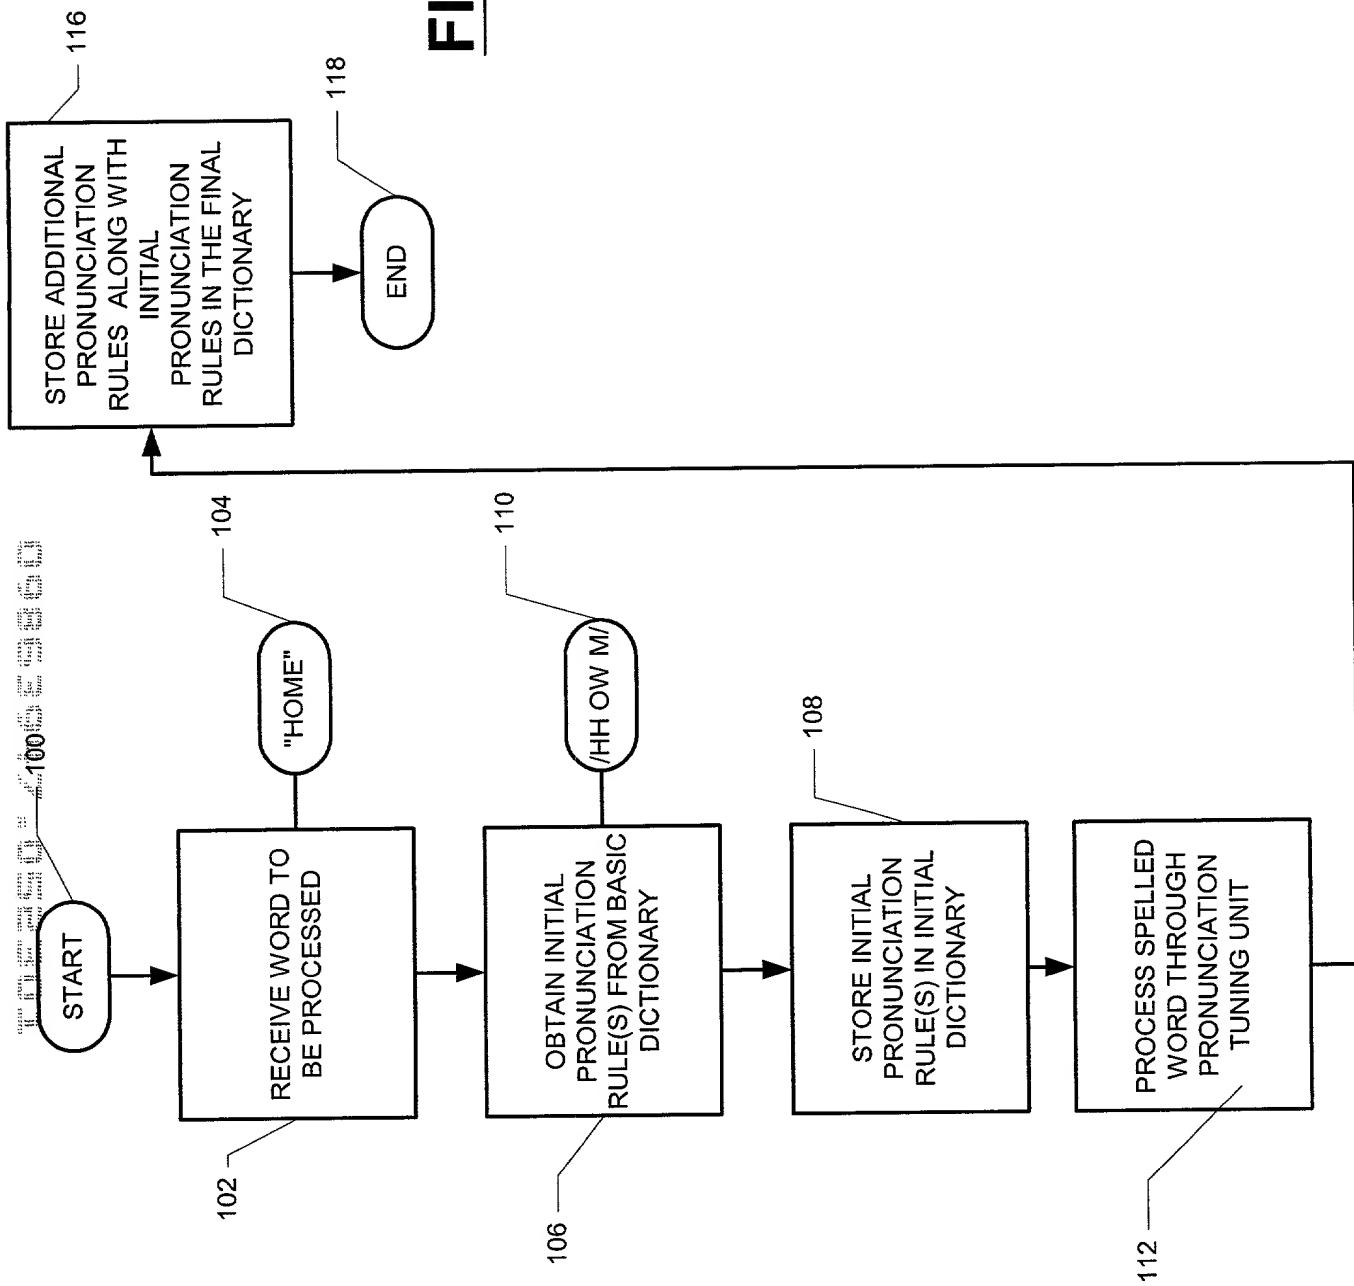 START
100
RECEIVE WORD TO
BE PROCESSED
102
"HOME"
104
OBTAIN INITIAL
PRONUNCIATION
RULE(S) FROM BASIC
DICTIONARY
106
/HH OW M/
110
STORE INITIAL
PRONUNCIATION
RULE(S) IN INITIAL
DICTIONARY
108
PROCESS SPELLED
WORD THROUGH
PRONUNCIATION
TUNING UNIT
112
STORE ADDITIONAL
PRONUNCIATION
RULES ALONG WITH
INITIAL
PRONUNCIATION
RULES IN THE FINAL
DICTIONARY
116
END
118
FI